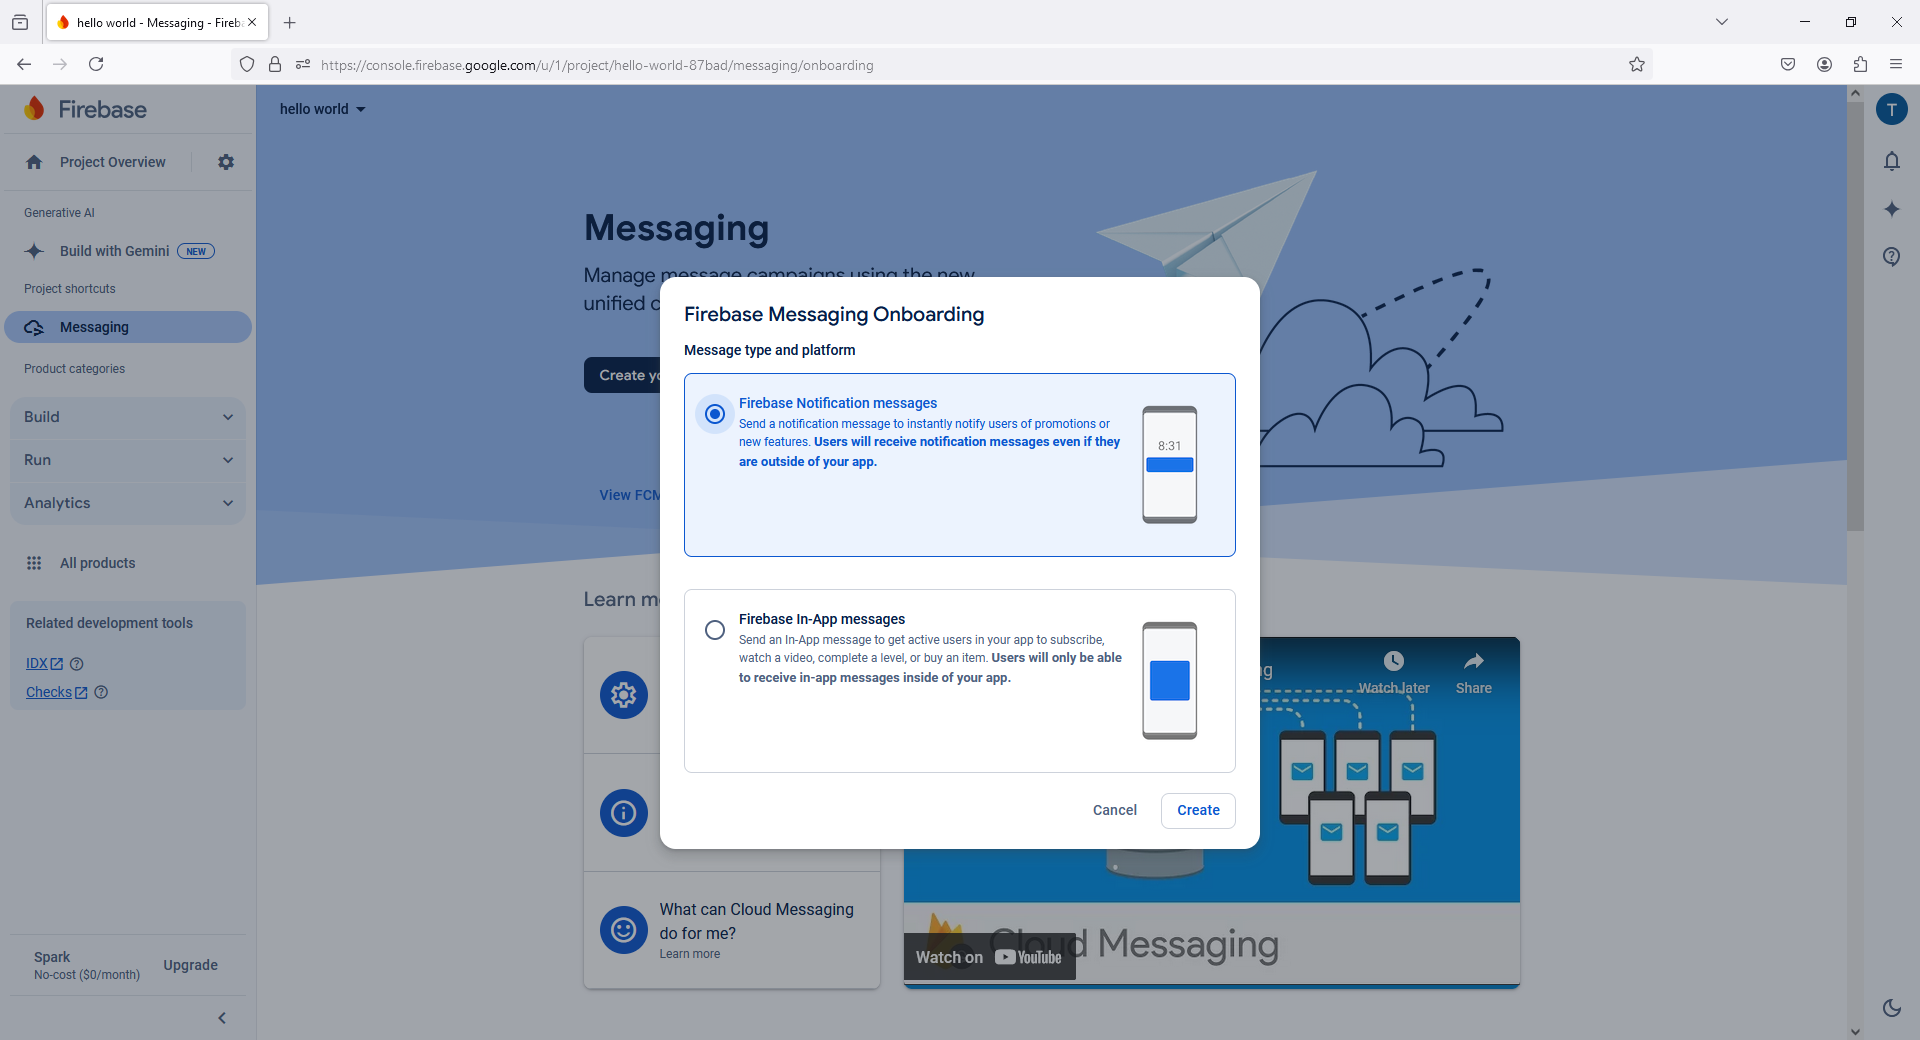 hello world - Messaging - Fireb
https://console.firebase.google.com/u/1/project/hello-world-87bad/messaging/onboarding
Firebase
hello world
T
Project Overview
Generative AI
Build with Gemini NEW
Project shortcuts
Messaging
Product categories
Build
Run
Analytics
All products
Related development tools
IDX
Checks
Spark
No-cost ($0/month)
Upgrade
Messaging
Manage message campaigns using the new
unified
Create
View FCM
Learn
Firebase Messaging Onboarding
Message type and platform
Firebase Notification messages
Send a notification message to instantly notify users of promotions or
new features. Users will receive notification messages even if they
are outside of your app.
8:31
Firebase In-App messages
Send an In-App message to get active users in your app to subscribe,
watch a video, complete a level, or buy an item. Users will only be able
to receive in-app messages inside of your app.
Cancel
Create
Watch later
Share
What can Cloud Messaging
do for me?
Learn more
Cloud Messaging
Watch on YouTube